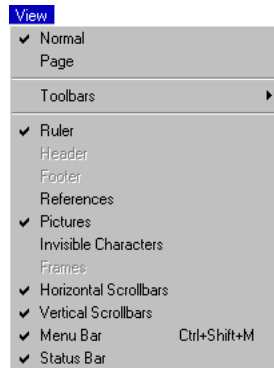 View
Normal
Page
Toolbars
Ruler
Header
Footer
References
Pictures
Invisible Characters
Frames
Horizontal Scrollbars
Vertical Scrollbars
Menu Bar Ctrl+Shift+M
Status Bar